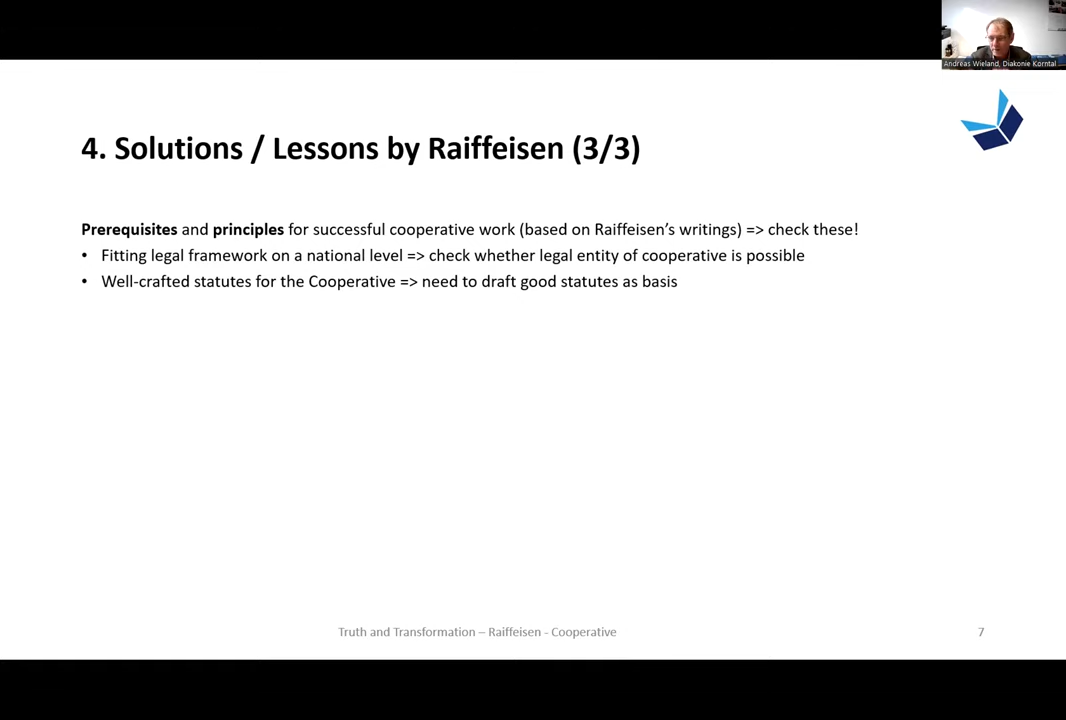 Andreas Wieland, Diakonie Korntal
4. Solutions / Lessons by Raiffeisen (3/3)
Prerequisites and principles for successful cooperative work (based on Raiffeisen’s writings) => check these!
• Fitting legal framework on a national level => check whether legal entity of cooperative is possible
• Well-crafted statutes for the Cooperative => need to draft good statutes as basis
Truth and Transformation – Raiffeisen - Cooperative
7